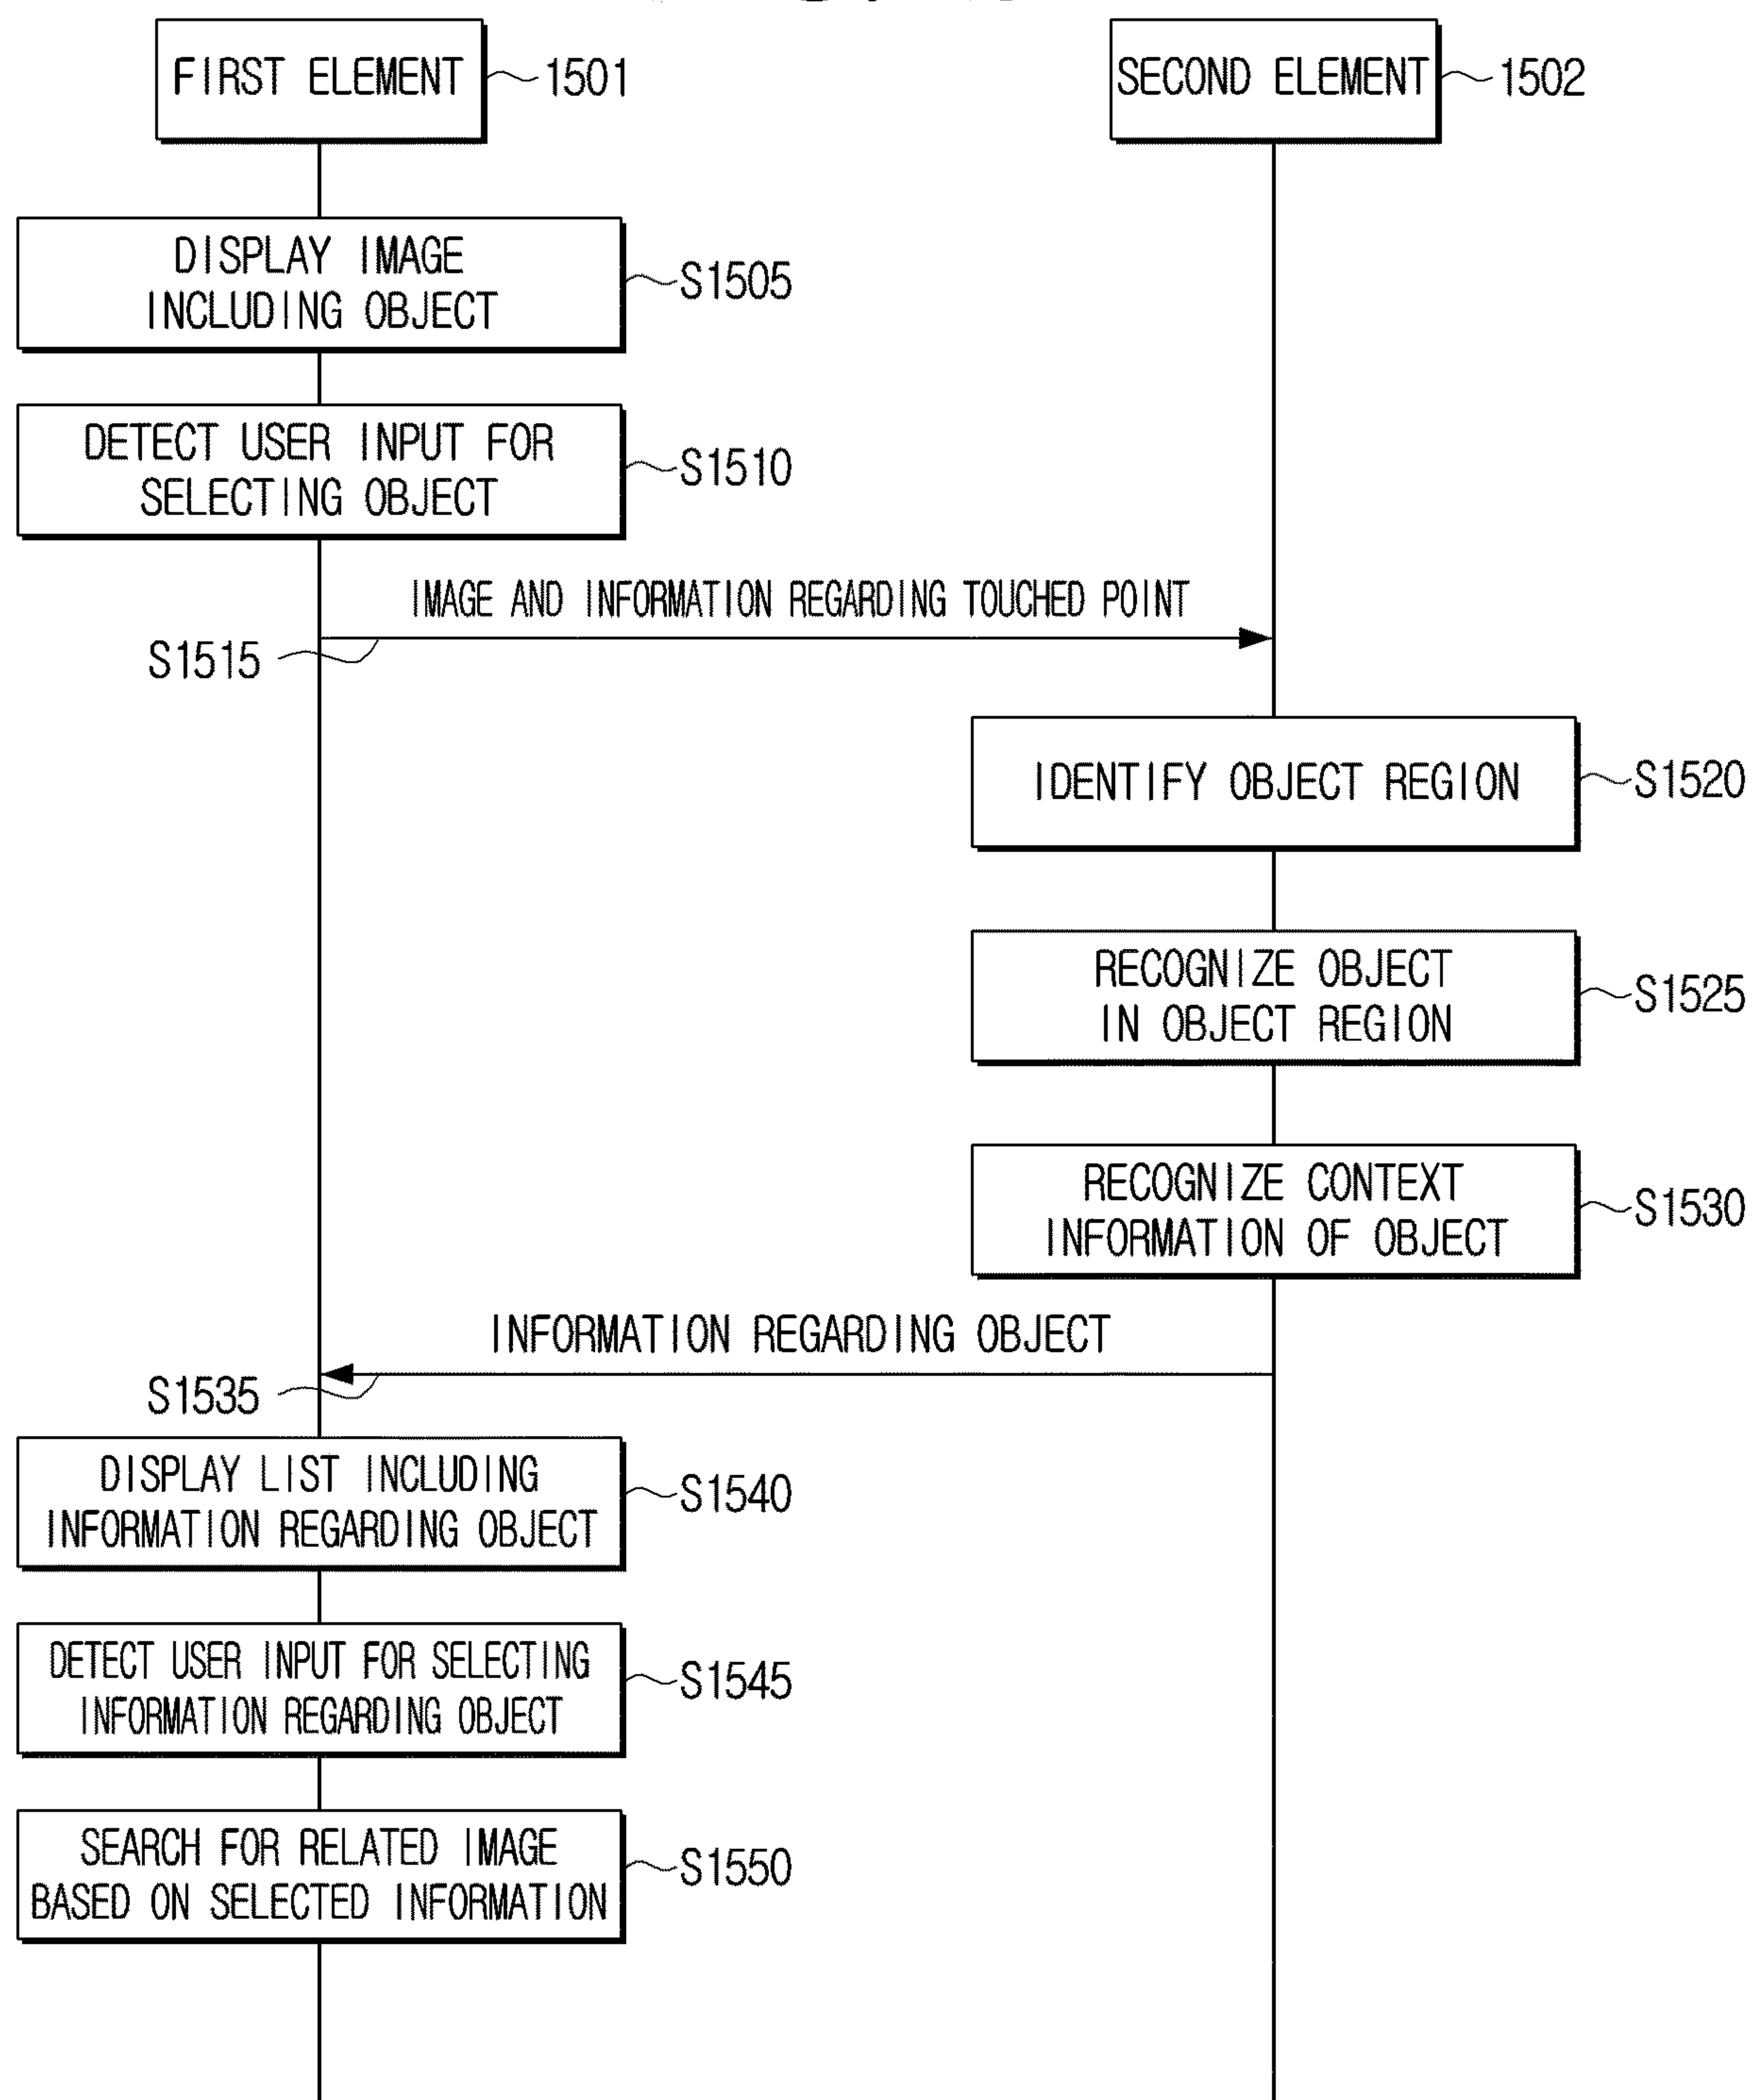 FIRST ELEMENT
1501
SECOND ELEMENT
1502
DISPLAY IMAGE
INCLUDING OBJECT
S1505
DETECT USER INPUT FOR
SELECTING OBJECT
S1510
IMAGE AND INFORMATION REGARDING TOUCHED POINT
S1515
IDENTIFY OBJECT REGION
S1520
RECOGNIZE OBJECT
IN OBJECT REGION
S1525
RECOGNIZE CONTEXT
INFORMATION OF OBJECT
S1530
INFORMATION REGARDING OBJECT
S1535
DISPLAY LIST INCLUDING
INFORMATION REGARDING OBJECT
S1540
DETECT USER INPUT FOR SELECTING
INFORMATION REGARDING OBJECT
S1545
SEARCH FOR RELATED IMAGE
BASED ON SELECTED INFORMATION
S1550